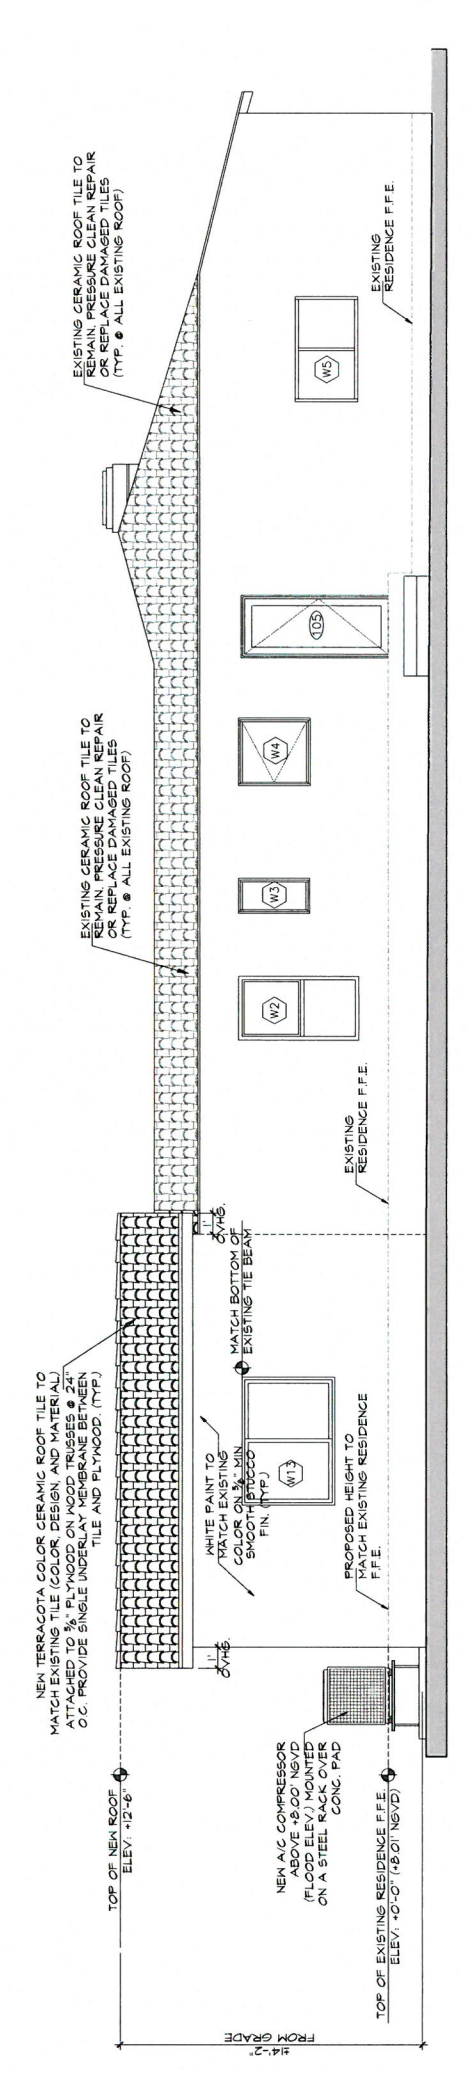 NEW TERRACOTA COLOR CERAMIC ROOF TILE TO
MATCH EXISTING TILE (COLOR, DESIGN, AND MATERIAL)
ATTACHED TO 5/8" PLYWOOD ON WOOD TRUSSES @ 24"
O.C. PROVIDE SINGLE UNDERLAY MEMBRANE BETWEEN
TILE AND PLYWOOD. (TYP.)
EXISTING CERAMIC ROOF TILE TO
REMAIN. PRESSURE CLEAN REPAIR
OR REPLACE DAMAGED TILES
(TYP. @ ALL EXISTING ROOF)
EXISTING CERAMIC ROOF TILE TO
REMAIN. PRESSURE CLEAN REPAIR
OR REPLACE DAMAGED TILES
(TYP. @ ALL EXISTING ROOF)
TOP OF NEW ROOF
ELEV: +12'-6"
1'
OVHG.
1'
OVHG.
WHITE PAINT TO
MATCH EXISTING
COLOR ON 5/8" MIN
SMOOTH STUCCO
FIN. (TYP.)
MATCH BOTTOM OF
EXISTING TIE BEAM
W13
W2
W3
W4
105
W5
NEW A/C COMPRESSOR
ABOVE +8.00' NGVD
(FLOOD ELEV.) MOUNTED
ON A STEEL RACK OVER
CONC. PAD
PROPOSED HEIGHT TO
MATCH EXISTING RESIDENCE
F.F.E.
EXISTING
RESIDENCE F.F.E.
EXISTING
RESIDENCE F.F.E.
TOP OF EXISTING RESIDENCE F.F.E.
ELEV: +0'-0" (+8.01' NGVD)
±14'-2"
FROM GRADE